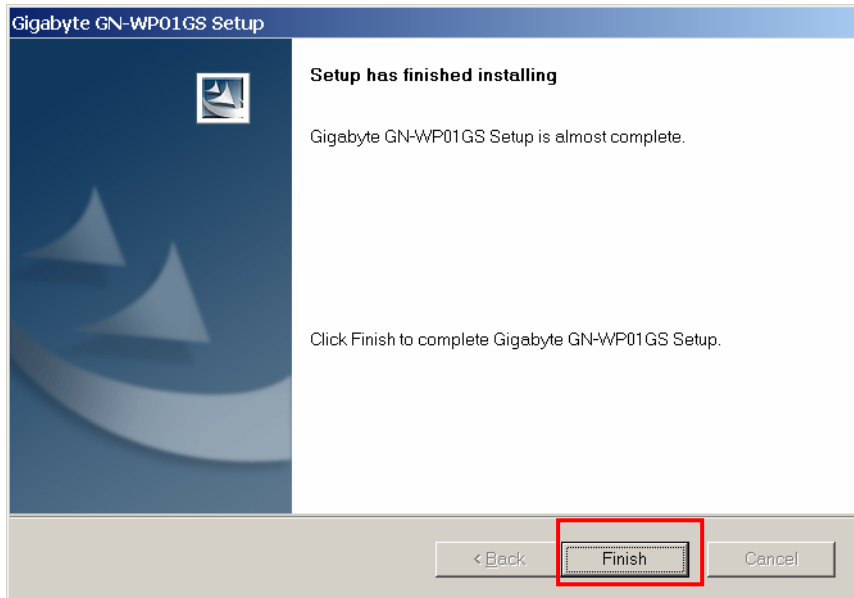 Gigabyte GN-WP01GS Setup
Setup has finished installing
Gigabyte GN-WP01GS Setup is almost complete.
Click Finish to complete Gigabyte GN-WP01GS Setup.
< Back
Finish
Cancel